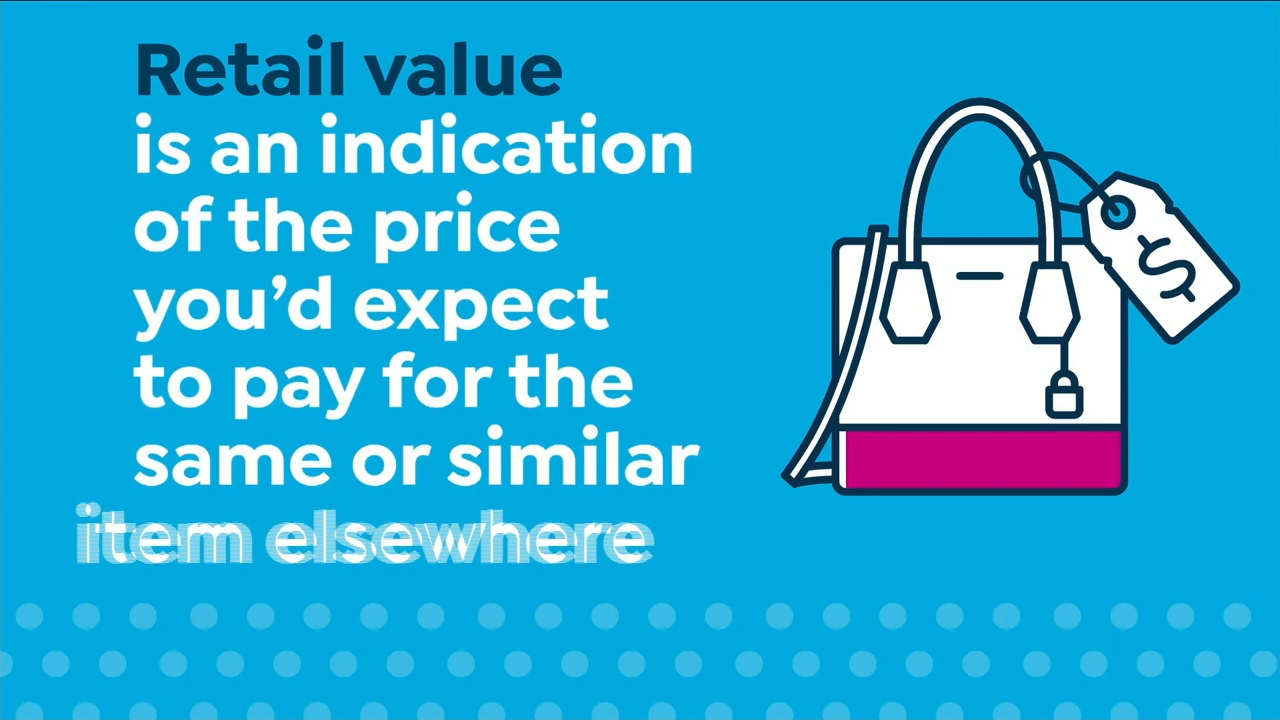 Retail value
is an indication
of the price
you’d expect
to pay for the
same or similar
item elsewhere
$